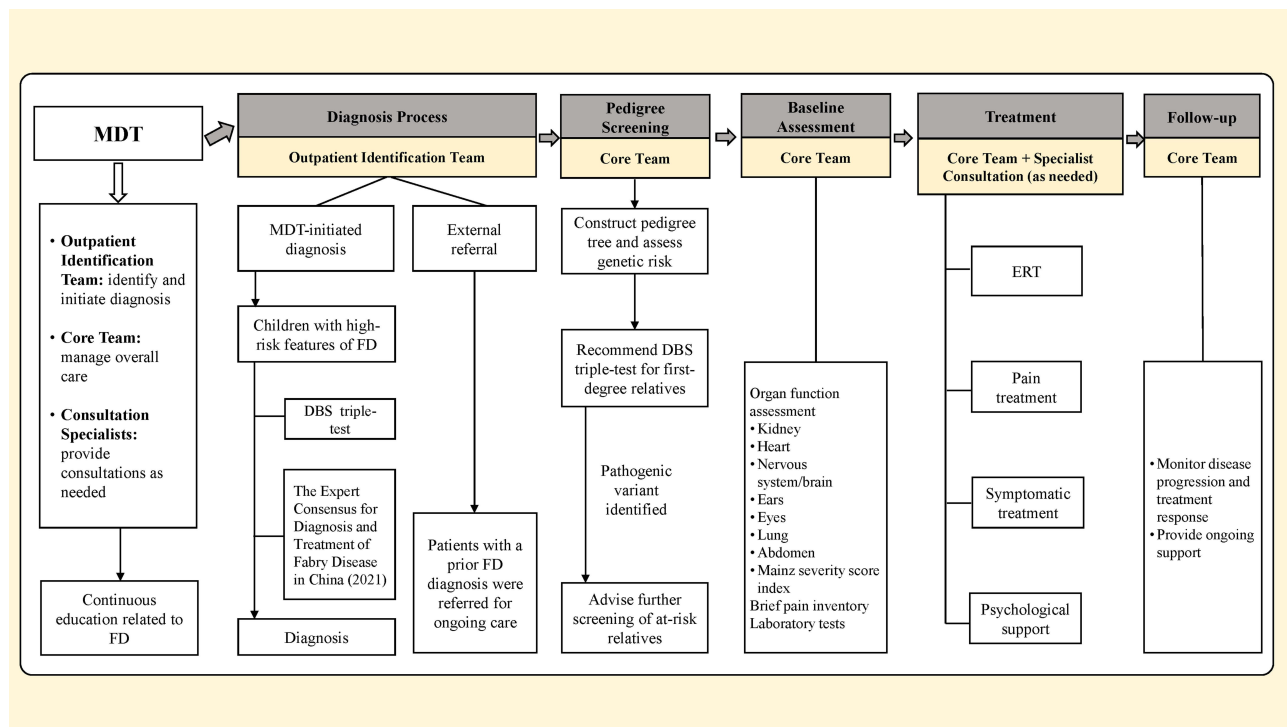 MDT
• Outpatient
Identification
Team: identify and
initiate diagnosis
• Core Team:
manage overall
care
• Consultation
Specialists:
provide
consultations as
needed
Continuous
education related to
FD
Diagnosis Process
Outpatient Identification Team
MDT-initiated
diagnosis
Children with high-
risk features of FD
DBS triple-
test
The Expert
Consensus for
Diagnosis and
Treatment of
Fabry Disease
in China (2021)
Diagnosis
External
referral
Patients with a
prior FD
diagnosis were
referred for
ongoing care
Pedigree
Screening
Core Team
Construct pedigree
tree and assess
genetic risk
Recommend DBS
triple-test for first-
degree relatives
Pathogenic
variant
identified
Advise further
screening of at-risk
relatives
Baseline
Assessment
Core Team
Organ function
assessment
• Kidney
• Heart
• Nervous
system/brain
• Ears
• Eyes
• Lung
• Abdomen
• Mainz severity score
index
Brief pain inventory
Laboratory tests
Treatment
Core Team + Specialist
Consultation (as needed)
ERT
Pain
treatment
Symptomatic
treatment
Psychological
support
Follow-up
Core Team
• Monitor disease
progression and
treatment
response
• Provide ongoing
support